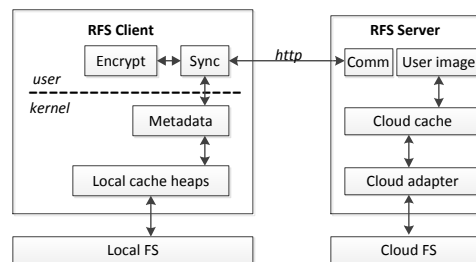 RFS Client
Encrypt
Sync
user
kernel
Metadata
Local cache heaps
Local FS
http
RFS Server
Comm
User image
Cloud cache
Cloud adapter
Cloud FS